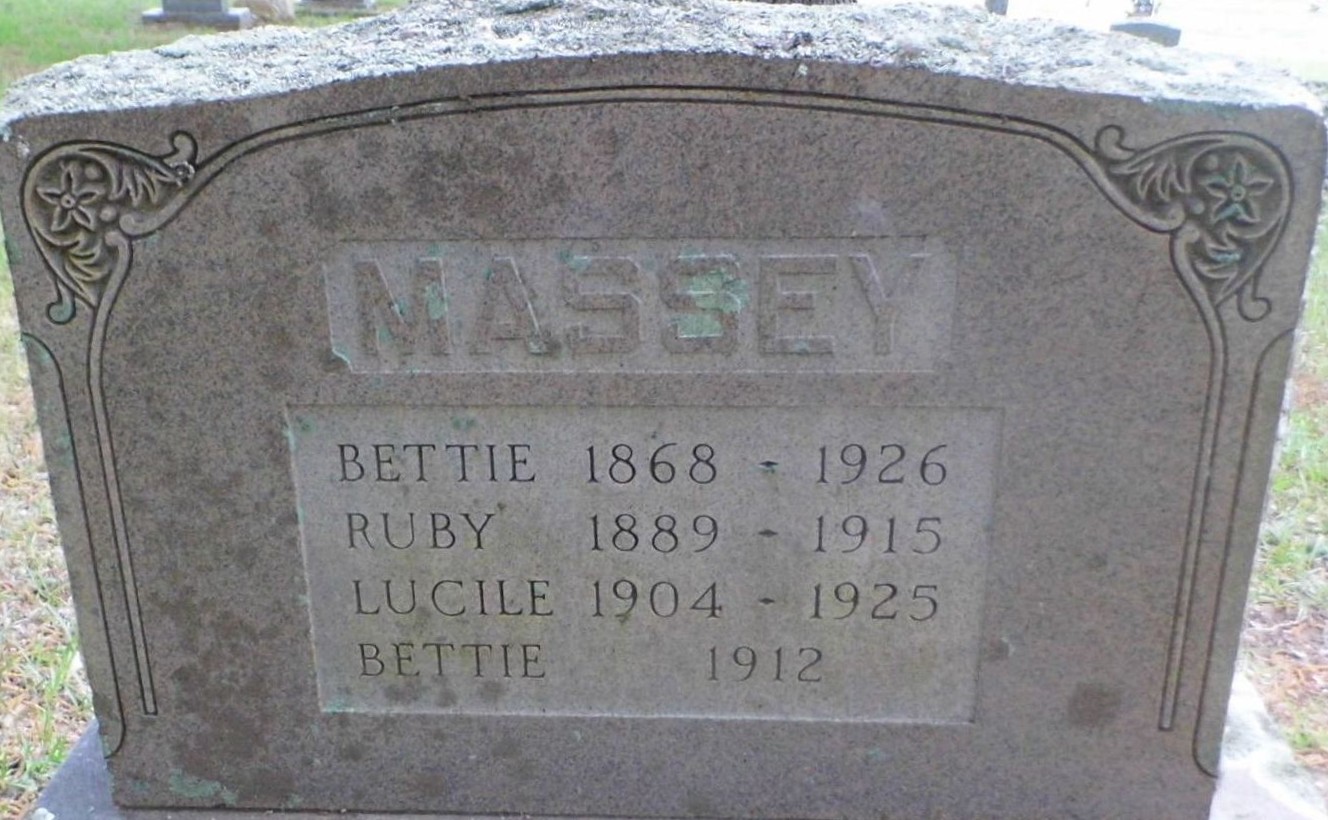 MASSEY
BETTIE 1868 - 1926
RUBY 1889 - 1915
LUCILE 1904 - 1925
BETTIE 1912